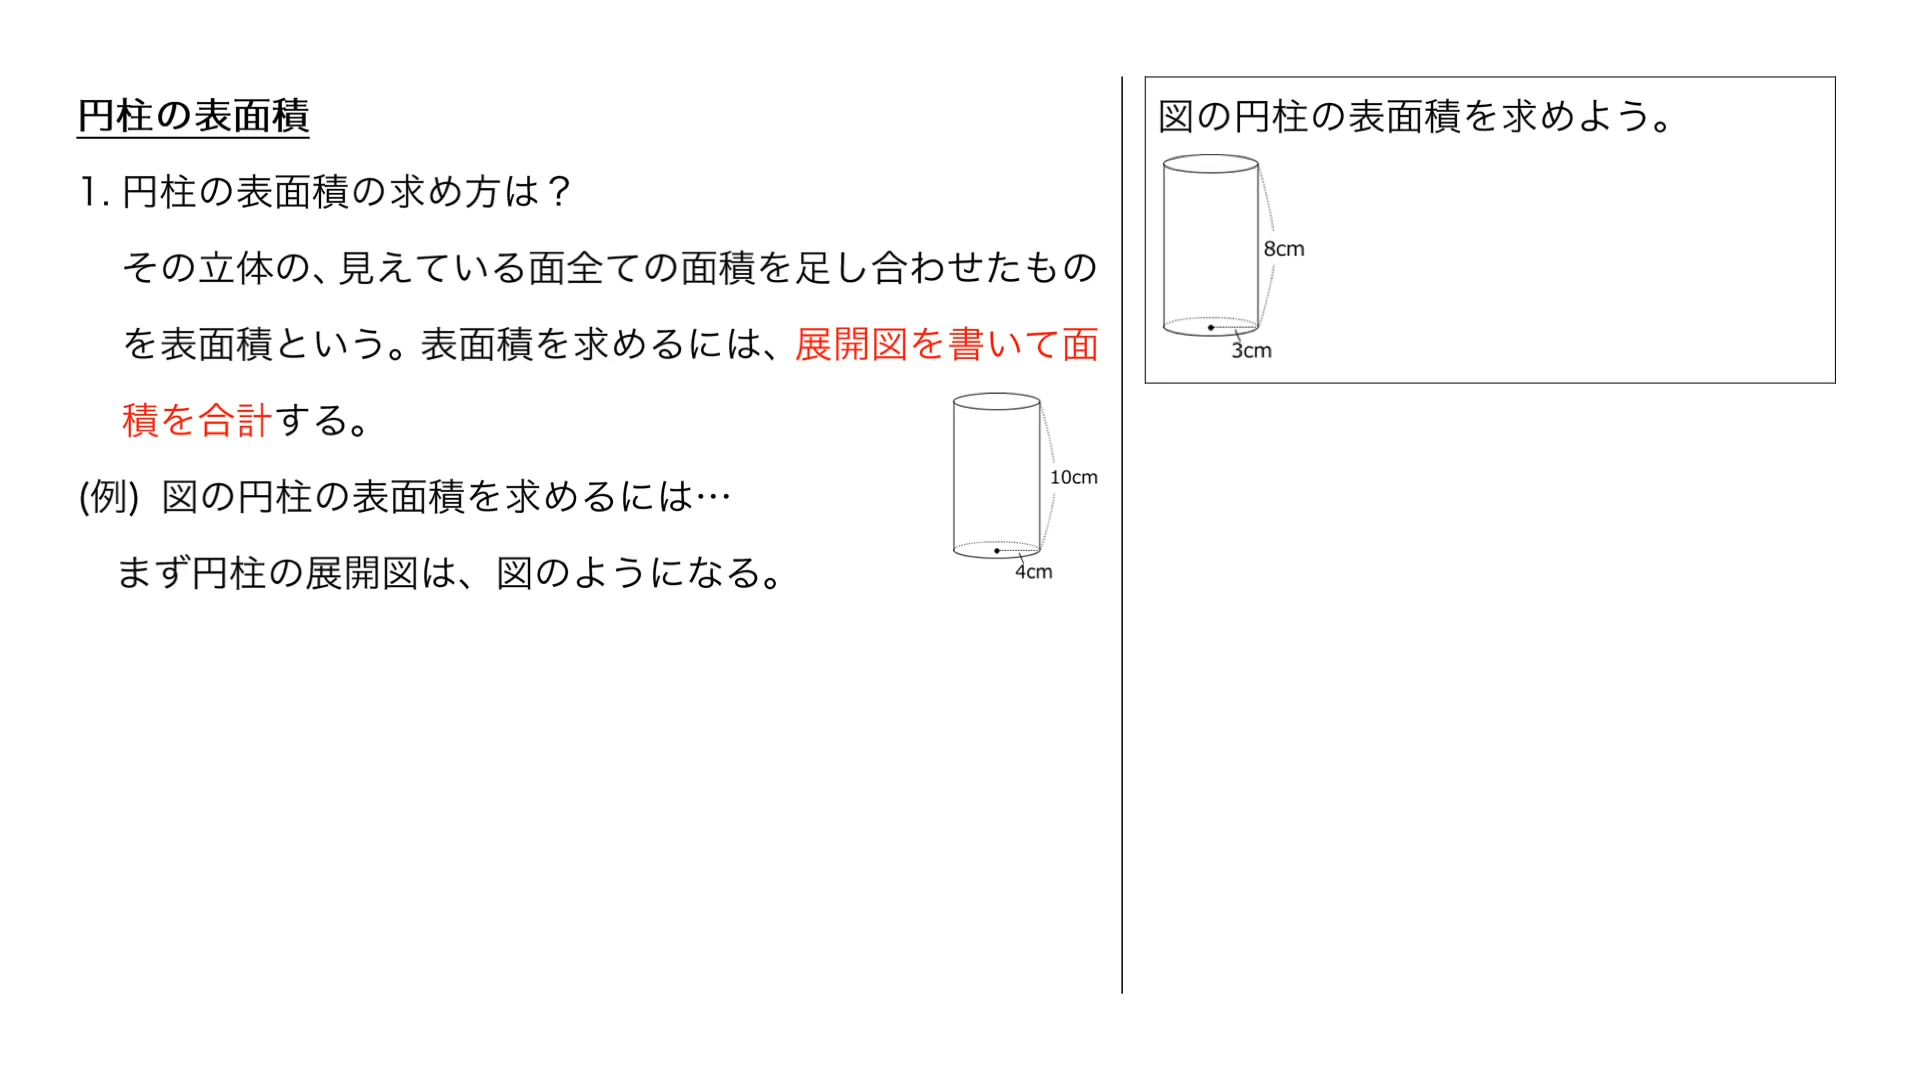 円柱の表面積
1. 円柱の表面積の求め方は？
その立体の、見えている面全ての面積を足し合わせたもの
を表面積という。表面積を求めるには、展開図を書いて面
積を合計する。
(例) 図の円柱の表面積を求めるには…
まず円柱の展開図は、図のようになる。
10cm
4cm
図の円柱の表面積を求めよう。
8cm
3cm